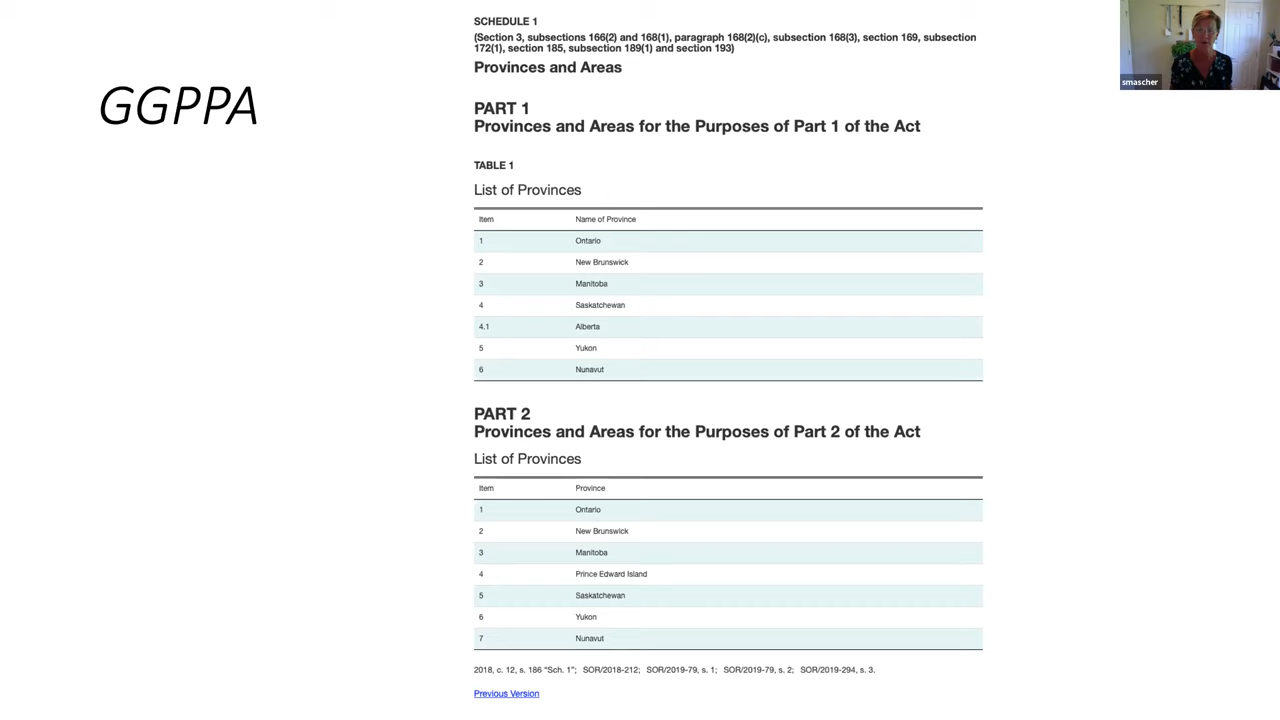 GGPPA
SCHEDULE 1
(Section 3, subsections 166(2) and 168(1), paragraph 168(2)(c), subsection 168(3), section 169, subsection
172(1), section 185, subsection 189(1) and section 193)
Provinces and Areas
PART 1
Provinces and Areas for the Purposes of Part 1 of the Act
TABLE 1
List of Provinces
Item Name of Province
1 Ontario
2 New Brunswick
3 Manitoba
4 Saskatchewan
4.1 Alberta
5 Yukon
6 Nunavut
PART 2
Provinces and Areas for the Purposes of Part 2 of the Act
List of Provinces
Item Province
1 Ontario
2 New Brunswick
3 Manitoba
4 Prince Edward Island
5 Saskatchewan
6 Yukon
7 Nunavut
2018, c. 12, s. 186 "Sch. 1"; SOR/2018-212; SOR/2019-79, s. 1; SOR/2019-79, s. 2; SOR/2019-294, s. 3.
Previous Version
smascher